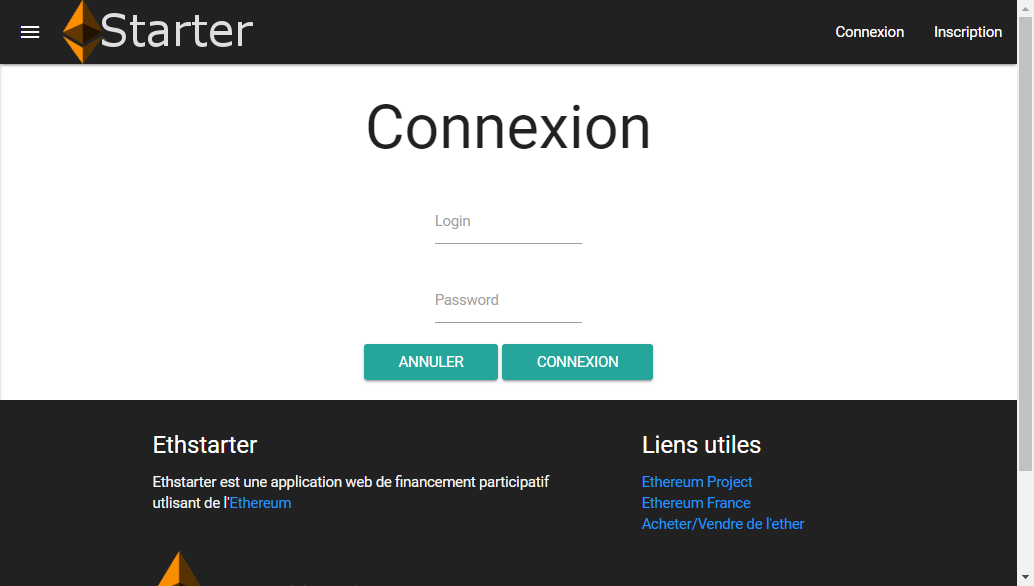 Starter
Connexion
Inscription
Connexion
Login
Password
ANNULER
CONNEXION
Ethstarter
Ethstarter est une application web de financement participatif
utlisant de l'Ethereum
Liens utiles
Ethereum Project
Ethereum France
Acheter/Vendre de l'ether